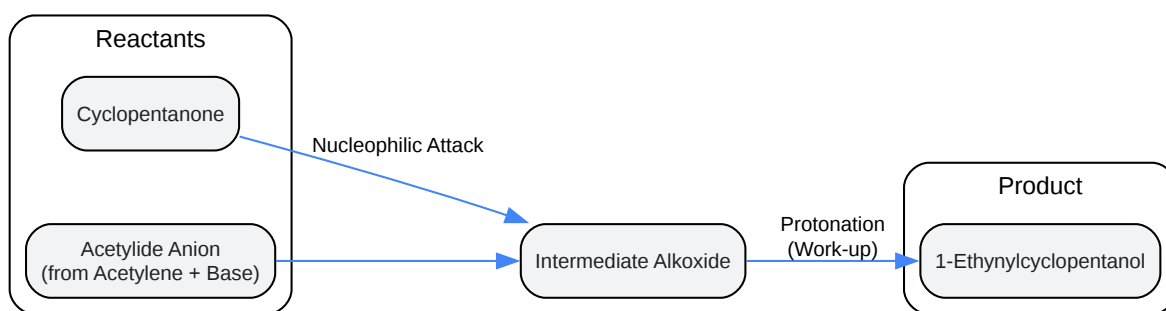 Reactants
Cyclopentanone
Nucleophilic Attack
Acetylide Anion
(from Acetylene + Base)
Intermediate Alkoxide
Protonation
(Work-up)
Product
1-Ethynylcyclopentanol